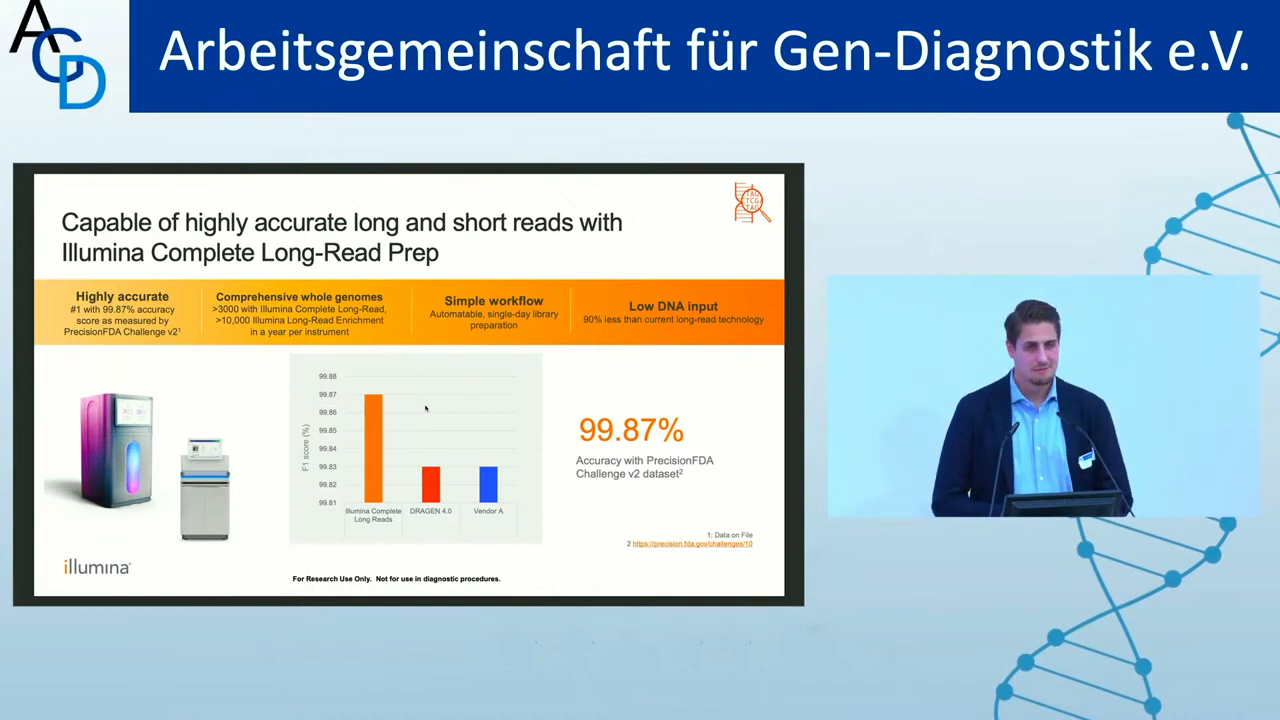 AGD
Arbeitsgemeinschaft für Gen-Diagnostik e.V.
Capable of highly accurate long and short reads with
Illumina Complete Long-Read Prep
TAG
TCG
TAC
Highly accurate
#1 with 99.87% accuracy
score as measured by
PrecisionFDA Challenge v2¹
Comprehensive whole genomes
>3000 with Illumina Complete Long-Read,
>10,000 Illumina Long-Read Enrichment
in a year per instrument
Simple workflow
Automatable, single-day library
preparation
Low DNA input
90% less than current long-read technology
F1 score (%)
99.88
99.87
99.86
99.85
99.84
99.83
99.82
99.81
Illumina Complete
Long Reads
DRAGEN 4.0
Vendor A
99.87%
Accuracy with PrecisionFDA
Challenge v2 dataset²
1: Data on File
2 https://precision.fda.gov/challenges/10
illumina®
For Research Use Only. Not for use in diagnostic procedures.